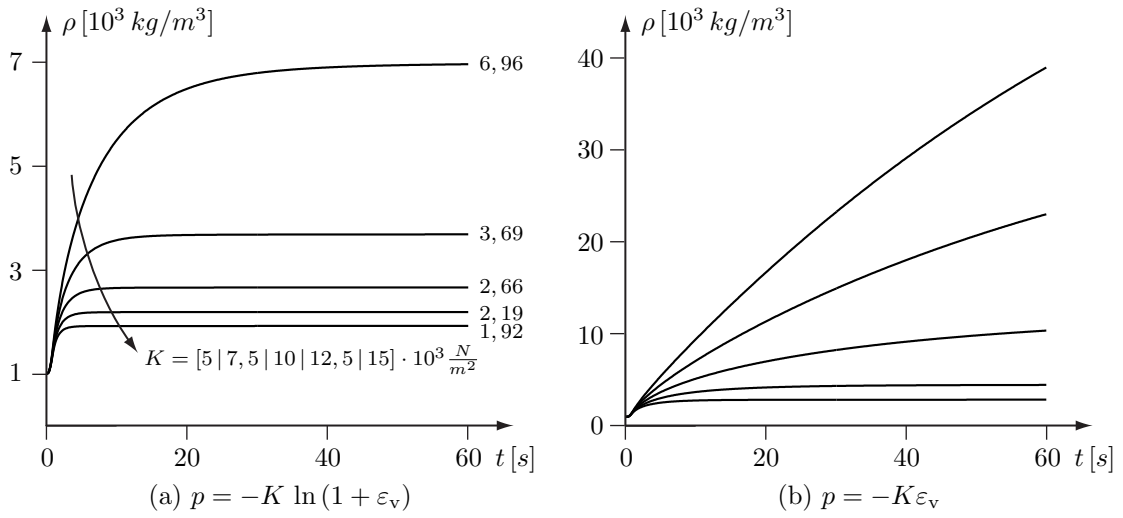 ρ [10³ kg/m³]
7
5
3
1
6, 96
3, 69
2, 66
2, 19
1, 92
K = [5 | 7, 5 | 10 | 12, 5 | 15] · 10³ N/m²
0 20 40 60 t [s]
(a) p = −K ln (1 + εᵥ)
ρ [10³ kg/m³]
40
30
20
10
0
0 20 40 60 t [s]
(b) p = −Kεᵥ